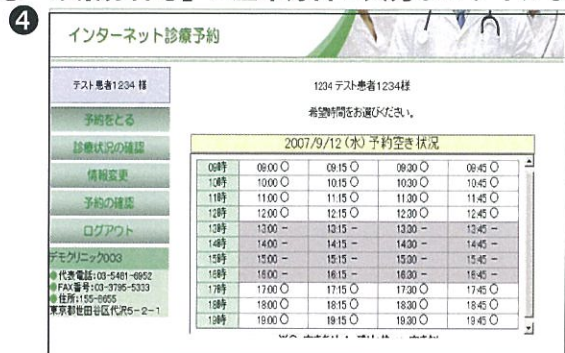 ④
インターネット診療予約
テスト患者1234 様
予約をとる
診療状況の確認
情報変更
予約の確認
ログアウト
デモクリニック003
●代表電話:03-5481-6952
●FAX番号:03-3795-5333
●住所:155-8655
東京都世田谷区代沢5-2-1
1234 テスト患者1234様
希望時間をお選びください。
2007/9/12 (水) 予約空き状況
09時 09:00 ○ 09:15 ○ 09:30 ○ 09:45 ○
10時 10:00 ○ 10:15 ○ 10:30 ○ 10:45 ○
11時 11:00 ○ 11:15 ○ 11:30 ○ 11:45 ○
12時 12:00 ○ 12:15 ○ 12:30 ○ 12:45 ○
13時 13:00 － 13:15 － 13:30 － 13:45 －
14時 14:00 － 14:15 － 14:30 － 14:45 －
15時 15:00 － 15:15 － 15:30 － 15:45 －
16時 16:00 － 16:15 － 16:30 － 16:45 －
17時 17:00 ○ 17:15 ○ 17:30 ○ 17:45 ○
18時 18:00 ○ 18:15 ○ 18:30 ○ 18:45 ○
19時 19:00 ○ 19:15 ○ 19:30 ○ 19:45 ○